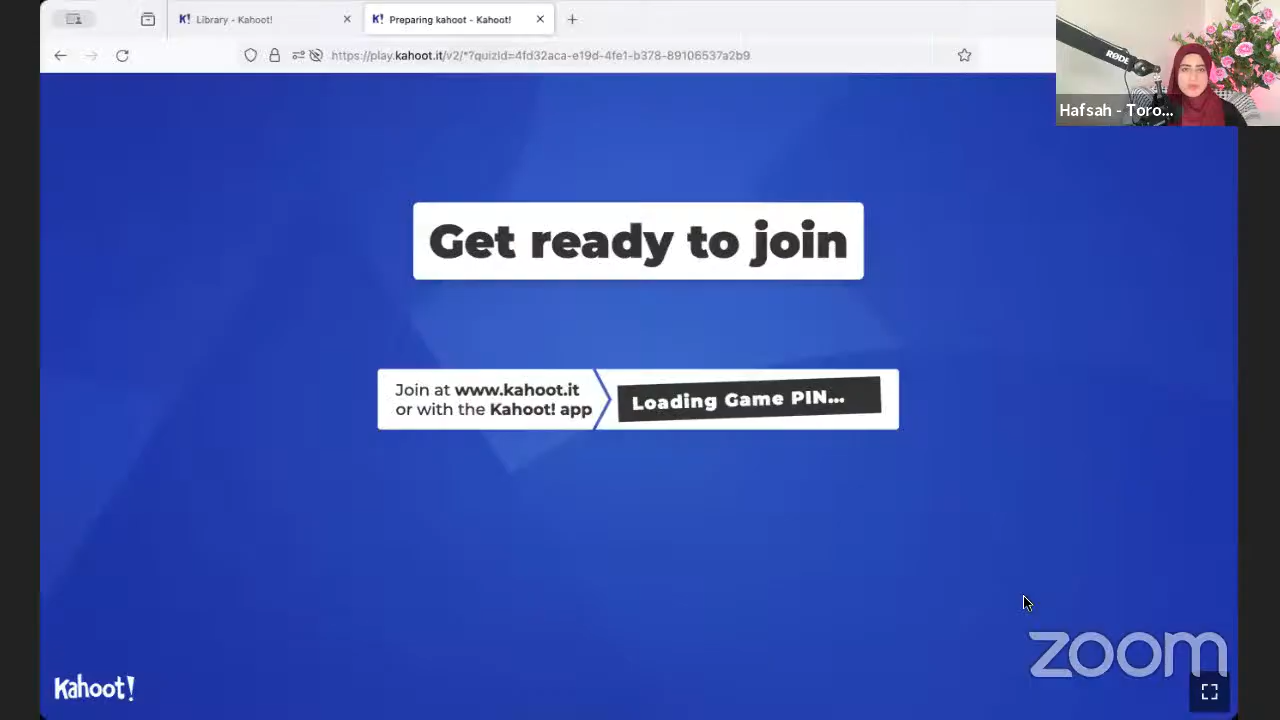 Library - Kahoot!
Preparing kahoot - Kahoot!
https://play.kahoot.it/v2/*?quizId=4fd32aca-e19d-4fe1-b378-89106537a2b9
RØDE
Hafsah - Toro...
Get ready to join
Join at www.kahoot.it
or with the Kahoot! app
Loading Game PIN...
zoom
Kahoot!